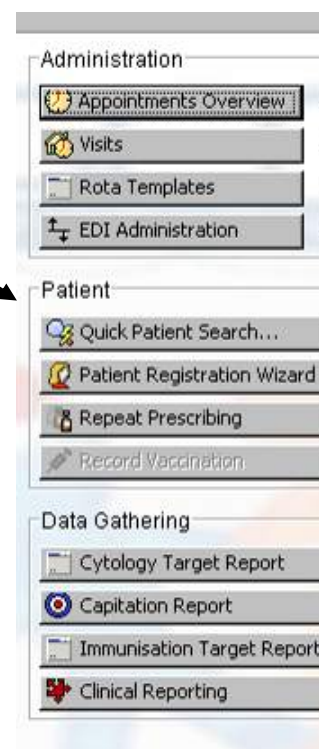 Administration
Appointments Overview
Visits
Rota Templates
EDI Administration
Patient
Quick Patient Search...
Patient Registration Wizard
Repeat Prescribing
Record Vaccination
Data Gathering
Cytology Target Report
Capitation Report
Immunisation Target Report
Clinical Reporting